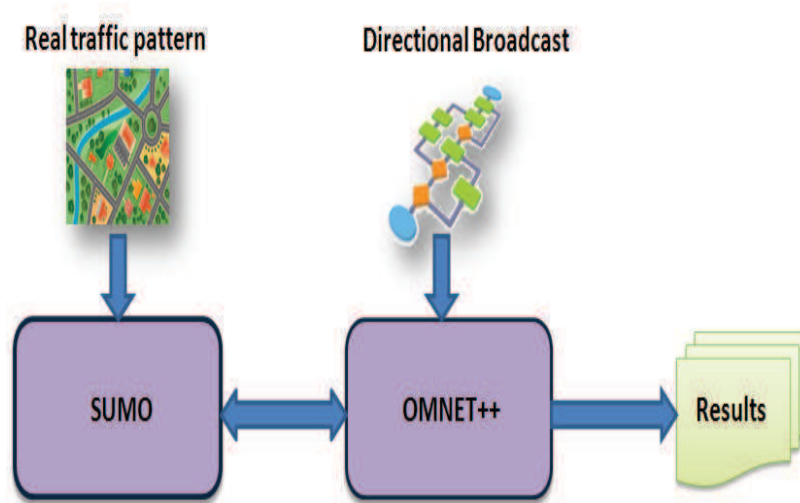 Real traffic pattern
Directional Broadcast
SUMO
OMNET++
Results